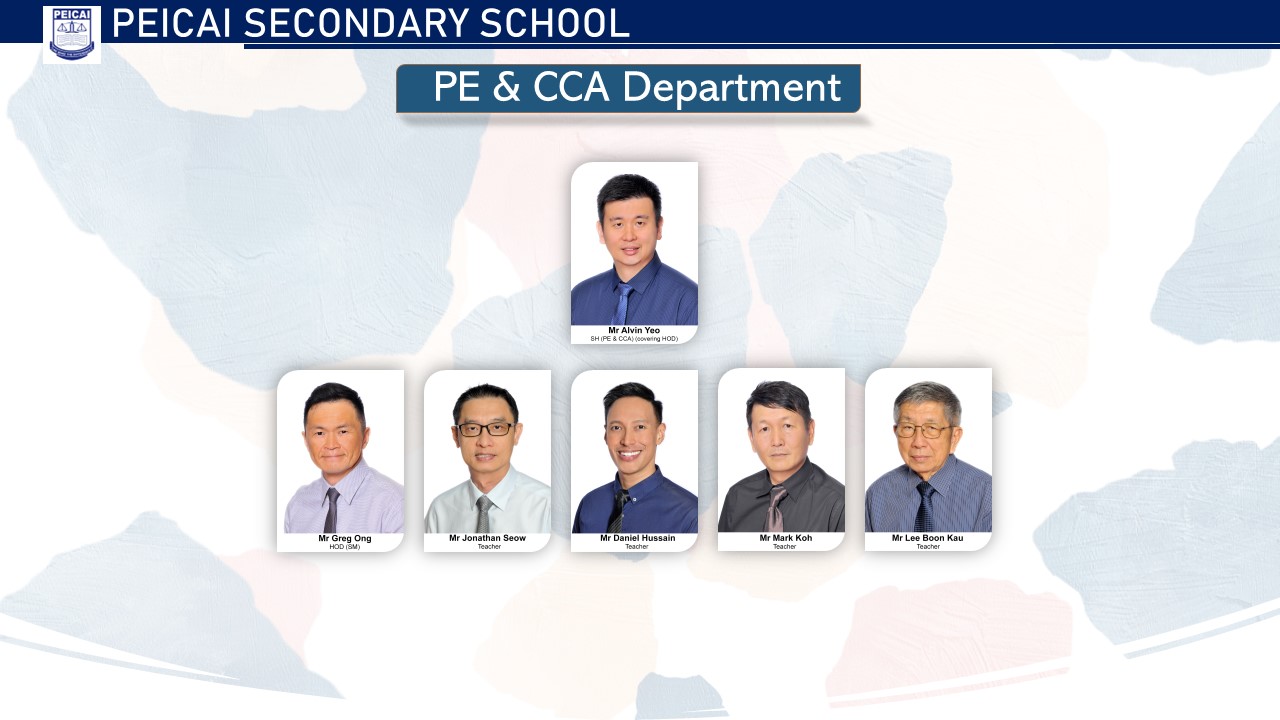 PEICAI
PEICAI SECONDARY SCHOOL
PE & CCA Department
Mr Alvin Yeo
SH (PE & CCA) (covering HOD)
Mr Greg Ong
HOD (SM)
Mr Jonathan Seow
Teacher
Mr Daniel Hussain
Teacher
Mr Mark Koh
Teacher
Mr Lee Boon Kau
Teacher